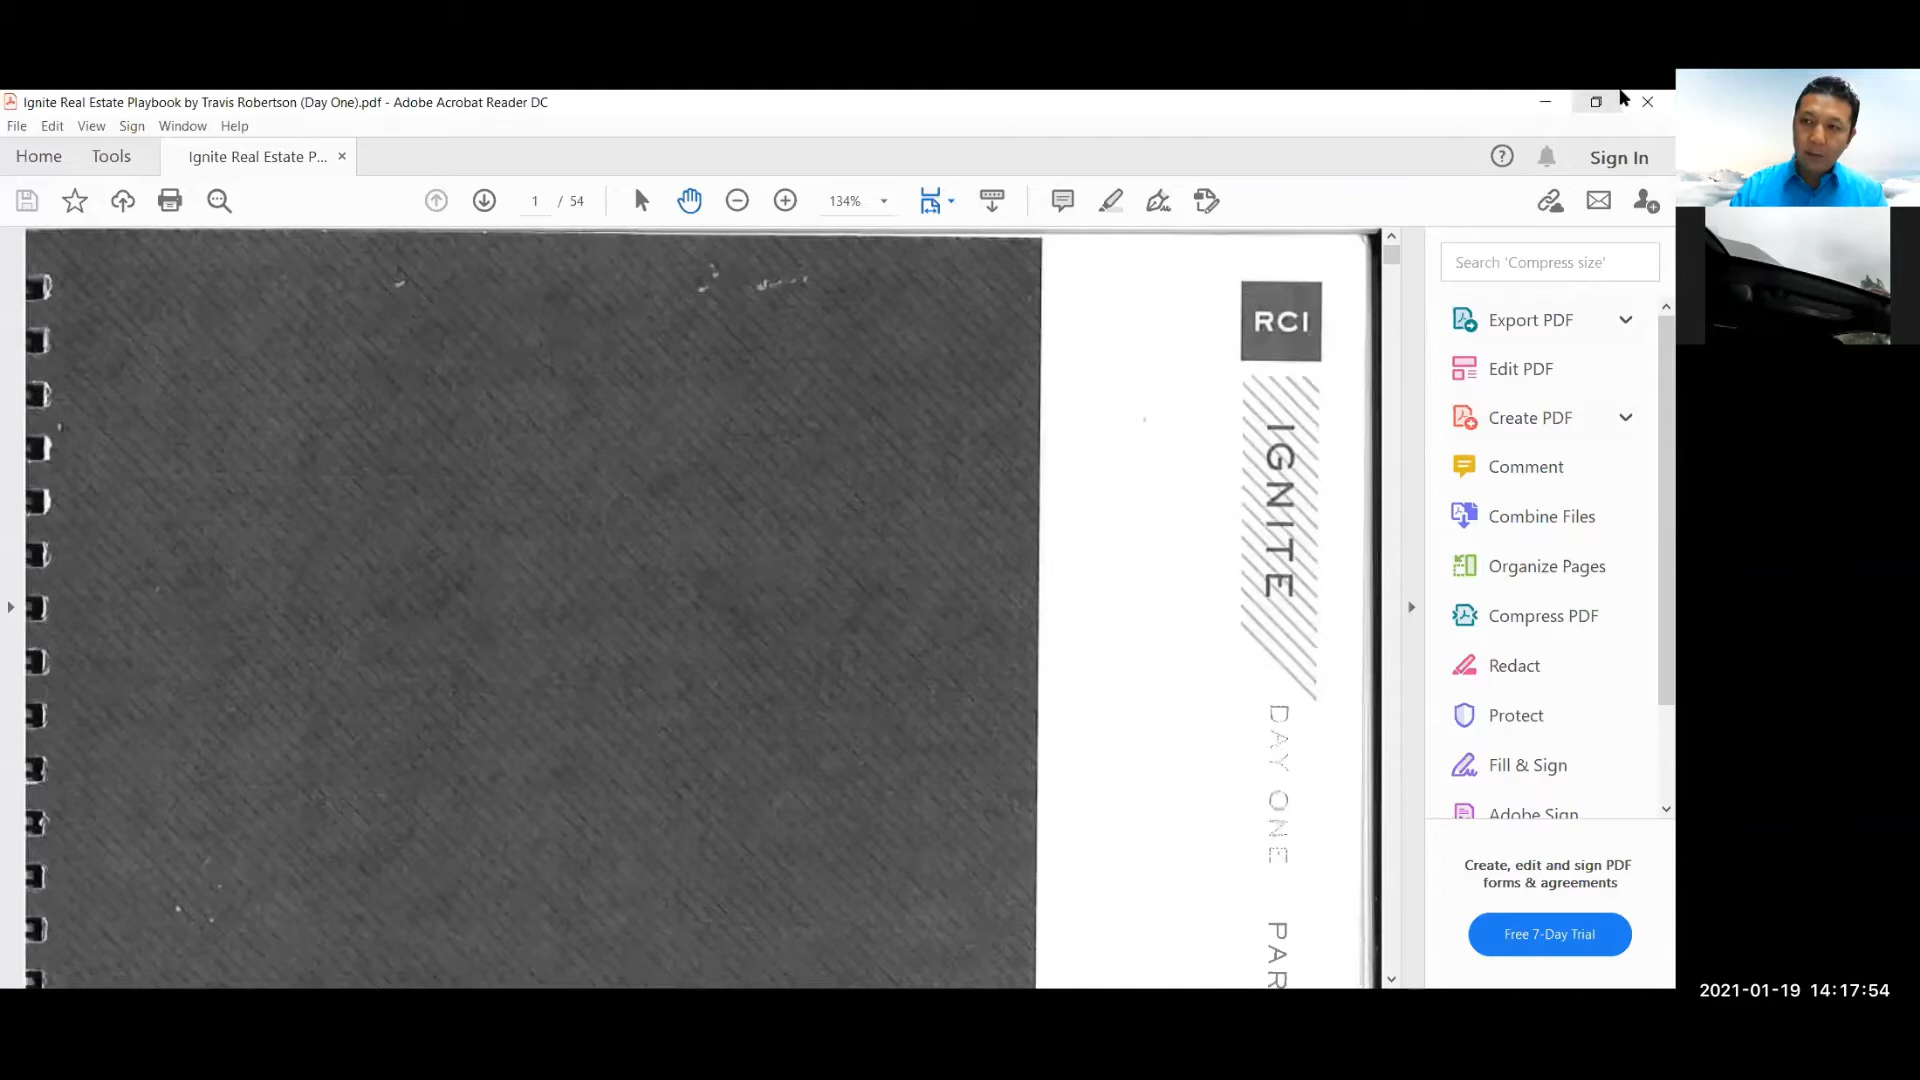 Ignite Real Estate Playbook by Travis Robertson (Day One).pdf - Adobe Acrobat Reader DC
File Edit View Sign Window Help
Home Tools Ignite Real Estate P... × Sign In
1 / 54 134%
Search 'Compress size'
Export PDF
Edit PDF
Create PDF
Comment
Combine Files
Organize Pages
Compress PDF
Redact
Protect
Fill & Sign
Adobe Sign
Create, edit and sign PDF
forms & agreements
Free 7-Day Trial
RCI
IGNITE
DAY ONE PAR
2021-01-19 14:17:54